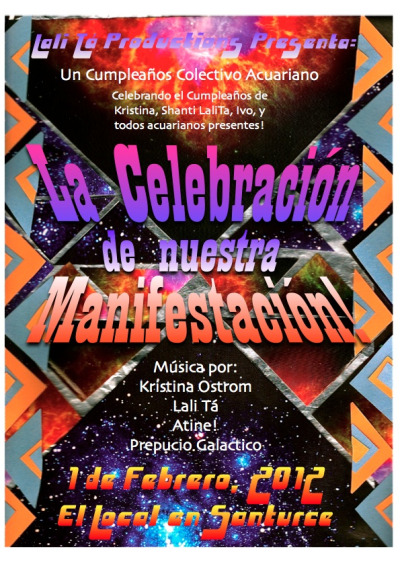 Lali Ta Productions Presenta:
Un Cumpleaños Colectivo Acuariano
Celebrando el Cumpleaños de
Kristina, Shanti LaliTa, Ivo, y
todos acuarianos presentes!
La Celebración
de nuestra
Manifestación!
Música por:
Kristina Ostrom
Lali Tá
Atine!
Prepucio Galactico
1 de Febrero, 2012
El Local en Santurce